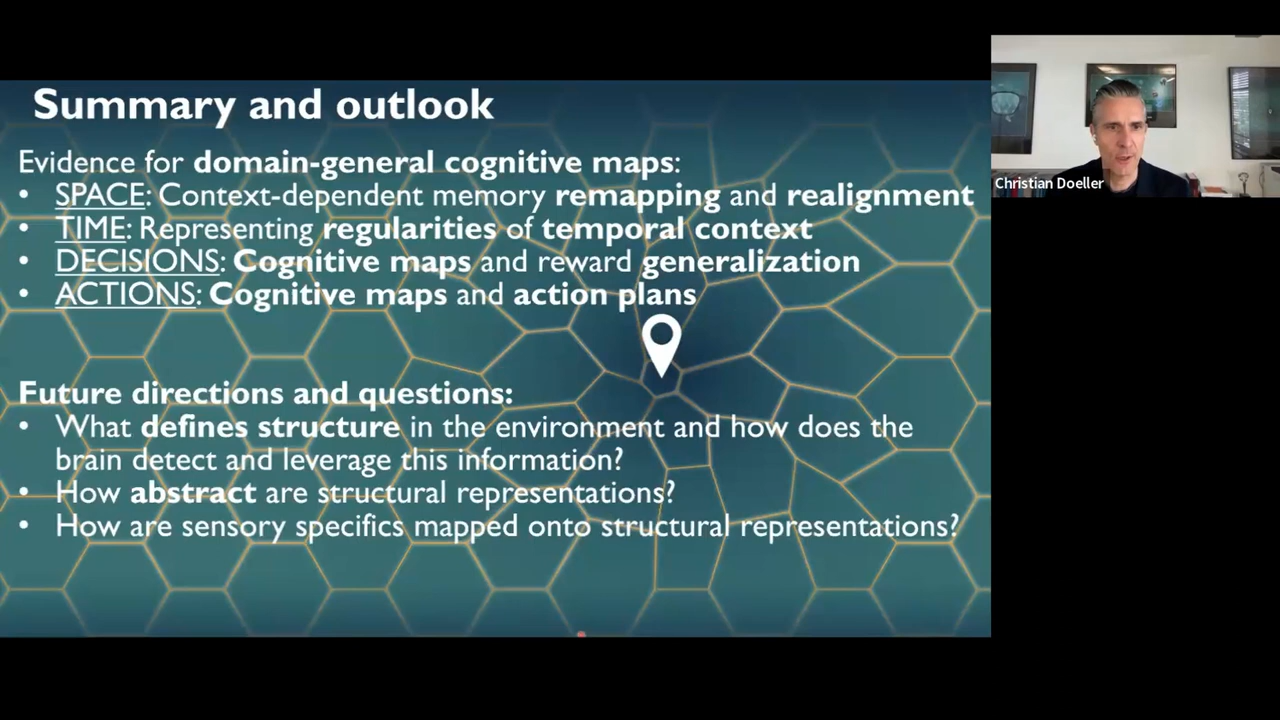 Summary and outlook
Evidence for domain-general cognitive maps:
• SPACE: Context-dependent memory remapping and realignment
• TIME: Representing regularities of temporal context
• DECISIONS: Cognitive maps and reward generalization
• ACTIONS: Cognitive maps and action plans
Future directions and questions:
• What defines structure in the environment and how does the
brain detect and leverage this information?
• How abstract are structural representations?
• How are sensory specifics mapped onto structural representations?
Christian Doeller